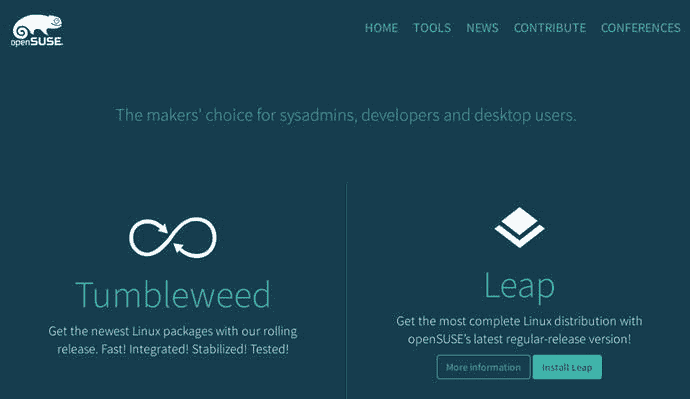 openSUSE
HOME TOOLS NEWS CONTRIBUTE CONFERENCES
The makers' choice for sysadmins, developers and desktop users.
Tumbleweed
Get the newest Linux packages with our rolling
release. Fast! Integrated! Stabilized! Tested!
Leap
Get the most complete Linux distribution with
openSUSE's latest regular-release version!
More information Install Leap